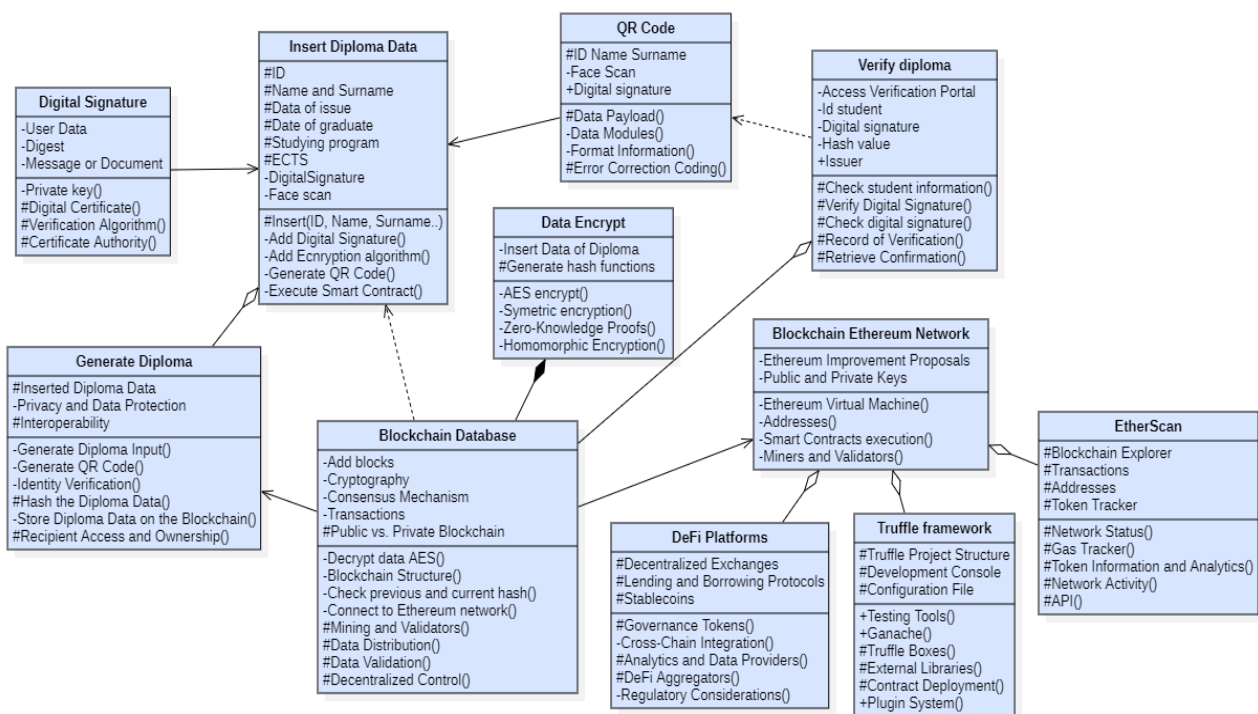 Digital Signature
-User Data
-Digest
-Message or Document
-Private key()
#Digital Certificate()
#Verification Algorithm()
#Certificate Authority()
Insert Diploma Data
#ID
#Name and Surname
#Data of issue
#Date of graduate
#Studying program
#ECTS
-DigitalSignature
-Face scan
#Insert(ID, Name, Surname..)
-Add Digital Signature()
-Add Ecnryption algorithm()
-Generate QR Code()
-Execute Smart Contract()
QR Code
#ID Name Surname
-Face Scan
+Digital signature
#Data Payload()
-Data Modules()
-Format Information()
#Error Correction Coding()
Verify diploma
-Access Verification Portal
-Id student
-Digital signature
-Hash value
+Issuer
#Check student information()
#Verify Digital Signature()
#Check digital signature()
#Record of Verification()
#Retrieve Confirmation()
Data Encrypt
-Insert Data of Diploma
#Generate hash functions
-AES encrypt()
-Symetric encryption()
-Zero-Knowledge Proofs()
-Homomorphic Encryption()
Generate Diploma
#Inserted Diploma Data
-Privacy and Data Protection
#Interoperability
-Generate Diploma Input()
-Generate QR Code()
-Identity Verification()
#Hash the Diploma Data()
-Store Diploma Data on the Blockchain()
#Recipient Access and Ownership()
Blockchain Database
-Add blocks
-Cryptography
-Consensus Mechanism
-Transactions
#Public vs. Private Blockchain
-Decrypt data AES()
-Blockchain Structure()
-Check previous and current hash()
-Connect to Ethereum network()
#Mining and Validators()
#Data Distribution()
#Data Validation()
#Decentralized Control()
Blockchain Ethereum Network
-Ethereum Improvement Proposals
-Public and Private Keys
-Ethereum Virtual Machine()
-Addresses()
-Smart Contracts execution()
-Miners and Validators()
EtherScan
#Blockchain Explorer
#Transactions
#Addresses
#Token Tracker
#Network Status()
#Gas Tracker()
#Token Information and Analytics()
#Network Activity()
#API()
DeFi Platforms
#Decentralized Exchanges
#Lending and Borrowing Protocols
#Stablecoins
#Governance Tokens()
-Cross-Chain Integration()
#Analytics and Data Providers()
#DeFi Aggregators()
-Regulatory Considerations()
Truffle framework
#Truffle Project Structure
#Development Console
#Configuration File
+Testing Tools()
+Ganache()
#Truffle Boxes()
#External Libraries()
#Contract Deployment()
+Plugin System()